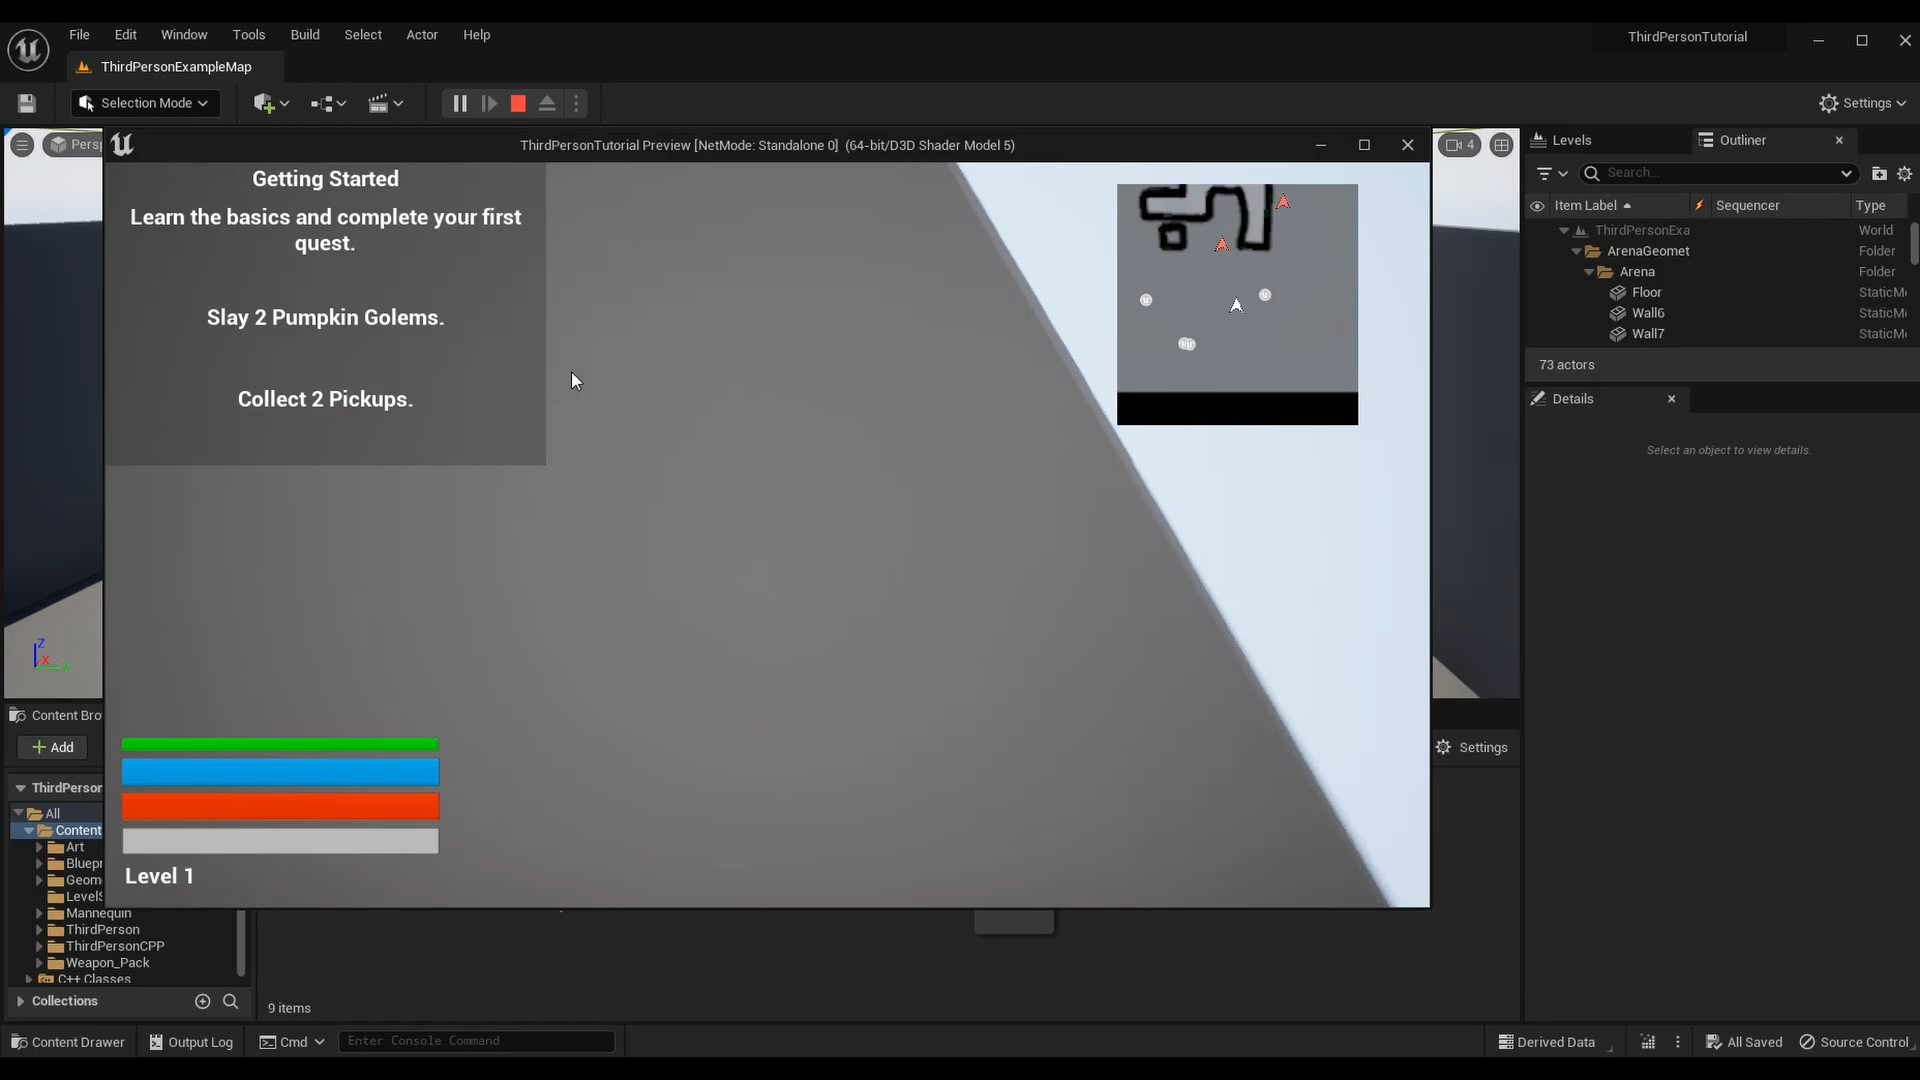 File Edit Window Tools Build Select Actor Help
ThirdPersonTutorial
ThirdPersonExampleMap
Selection Mode
Settings
Persp
ThirdPersonTutorial Preview [NetMode: Standalone 0] (64-bit/D3D Shader Model 5)
4
Levels
Outliner
Search...
Item Label
Sequencer
Type
ThirdPersonExa
World
ArenaGeomet
Folder
Arena
Folder
Floor
StaticMe
Wall6
StaticMe
Wall7
StaticMe
73 actors
Details
Select an object to view details.
Getting Started
Learn the basics and complete your first
quest.
Slay 2 Pumpkin Golems.
Collect 2 Pickups.
Level 1
Z
X
Content Bro
Add
Settings
ThirdPerson
All
Content
Art
Bluepr
Geom
LevelS
Mannequin
ThirdPerson
ThirdPersonCPP
Weapon_Pack
C++ Classes
Collections
9 items
Content Drawer
Output Log
Cmd
Enter Console Command
Derived Data
All Saved
Source Control